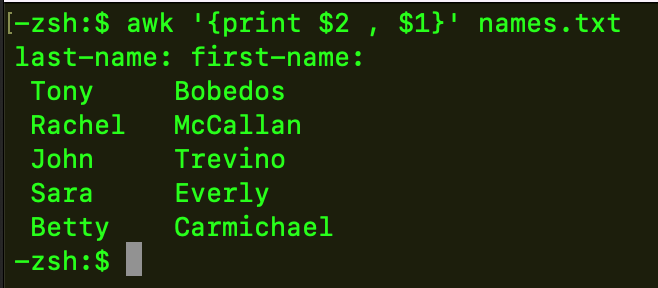 [-zsh:$ awk '{print $2 , $1}' names.txt
last-name: first-name:
 Tony     Bobedos
 Rachel   McCallan
 John     Trevino
 Sara     Everly
 Betty    Carmichael
-zsh:$